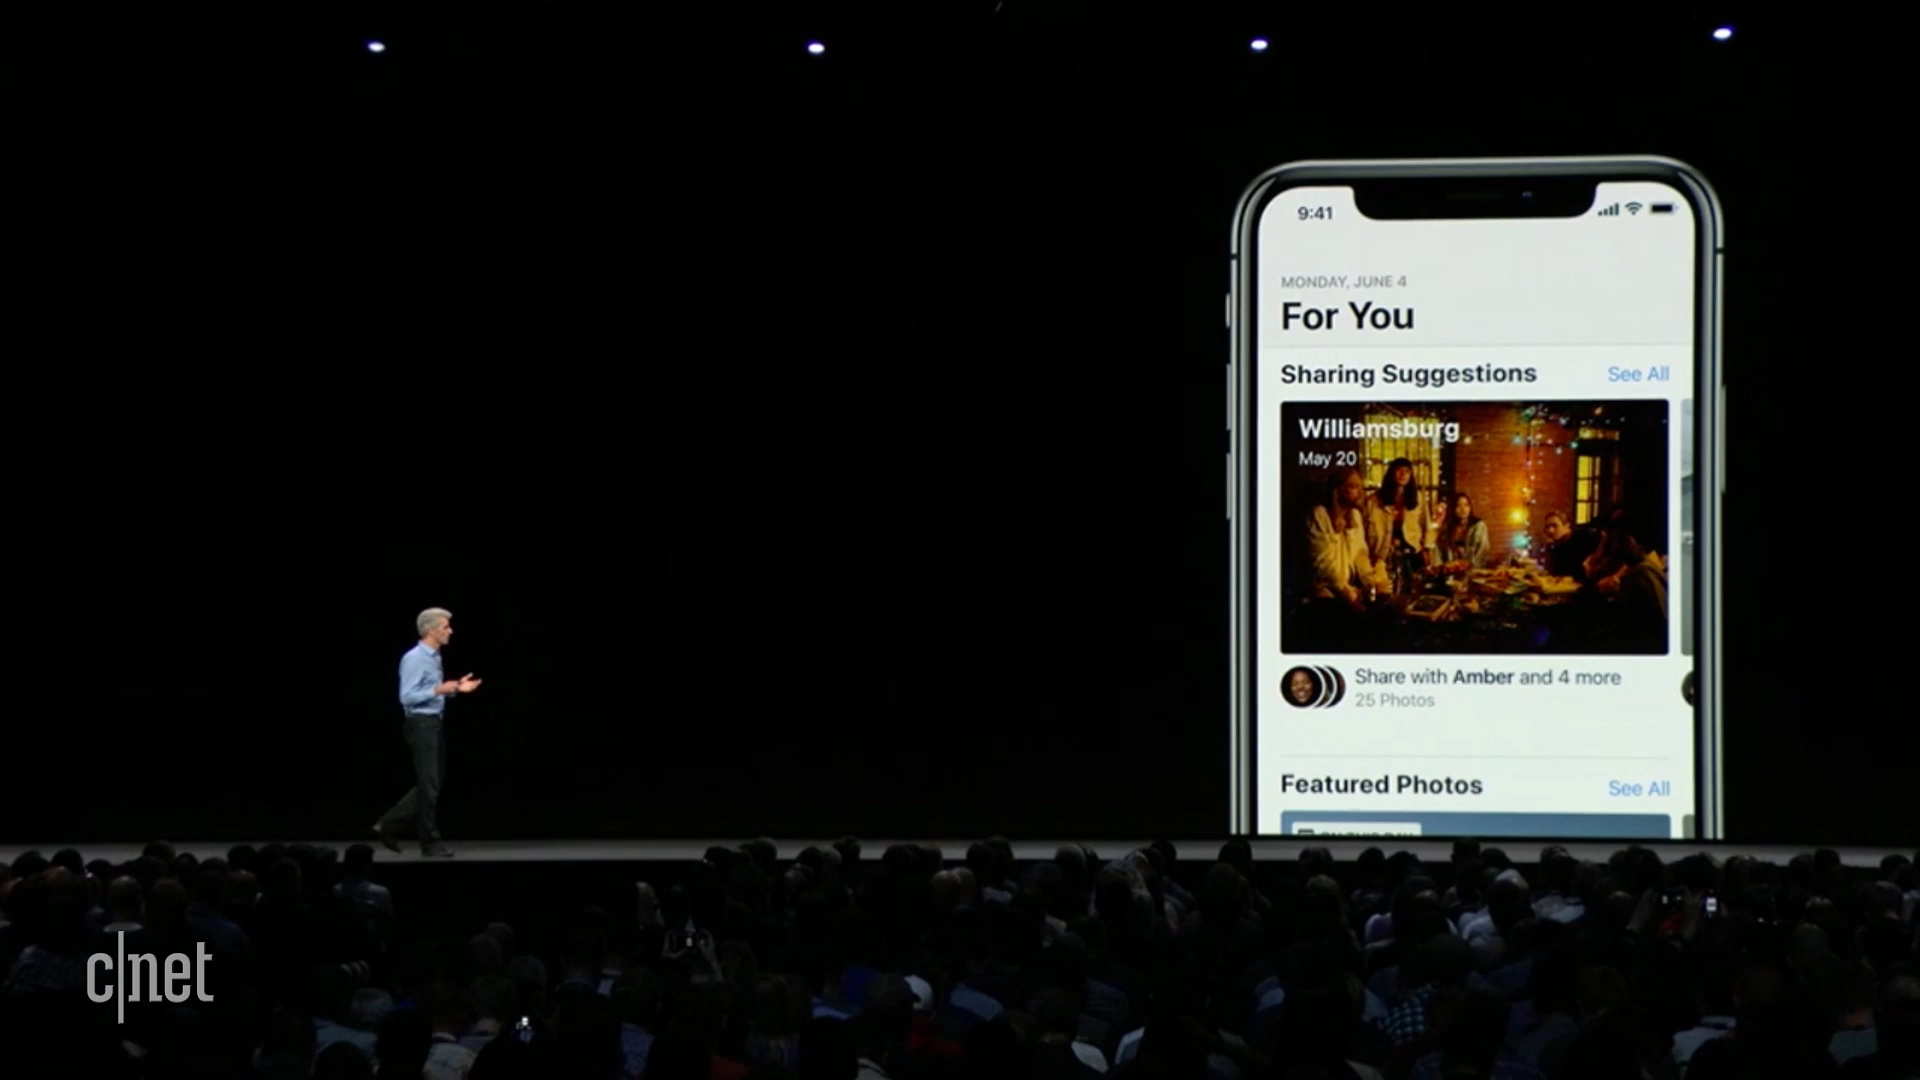 9:41
MONDAY, JUNE 4
For You
Sharing Suggestions See All
Williamsburg
May 20
Share with Amber and 4 more
25 Photos
Featured Photos See All
c|net